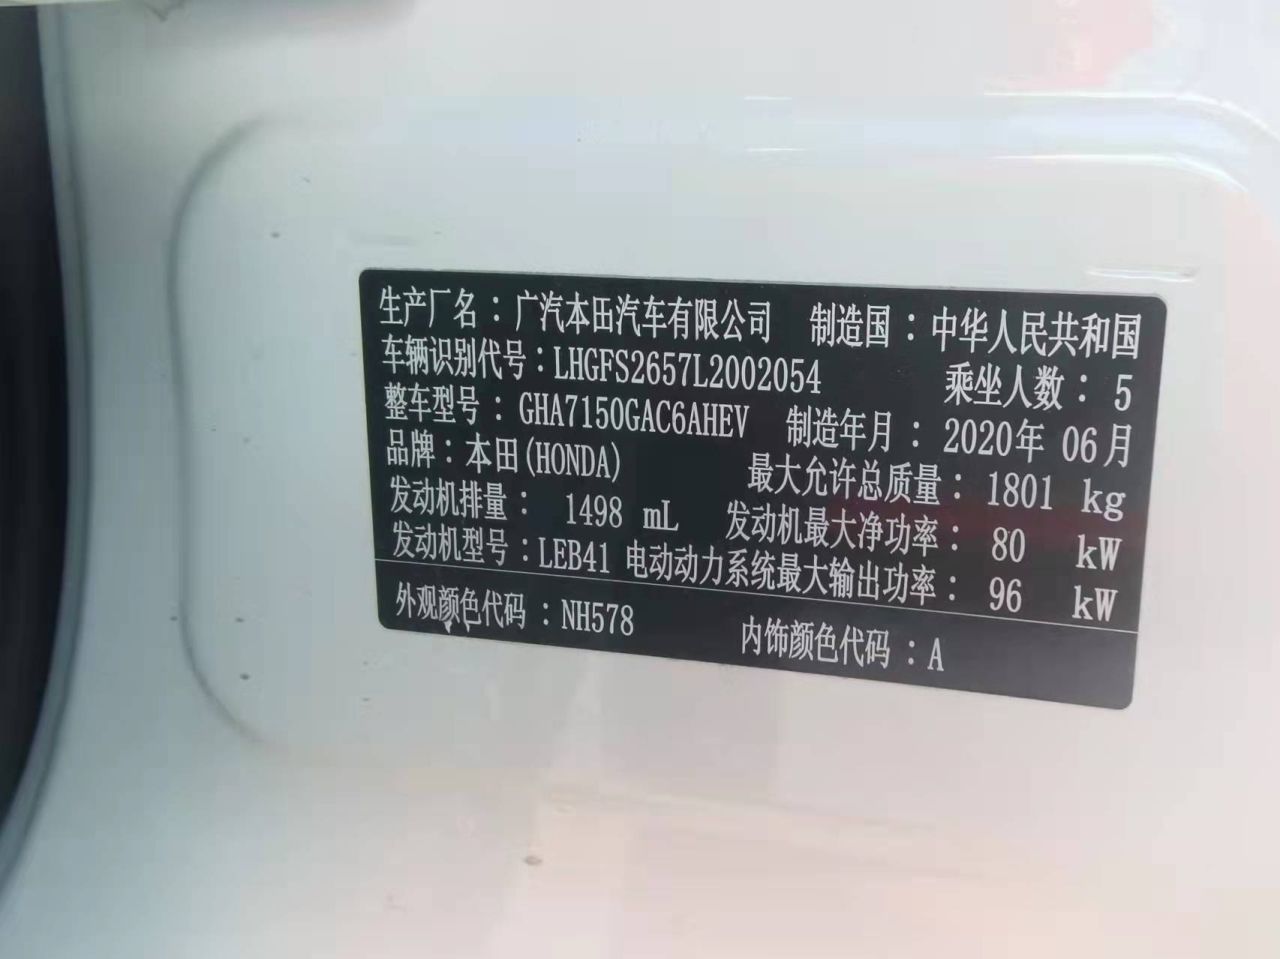 生产厂名：广汽本田汽车有限公司 制造国：中华人民共和国
车辆识别代号：LHGFS2657L2002054 乘坐人数：5
整车型号：GHA7150GAC6AHEV 制造年月：2020年 06月
品牌：本田(HONDA) 最大允许总质量：1801 kg
发动机排量：1498 mL 发动机最大净功率：80 kW
发动机型号：LEB41 电动动力系统最大输出功率：96 kW
外观颜色代码：NH578 内饰颜色代码：A